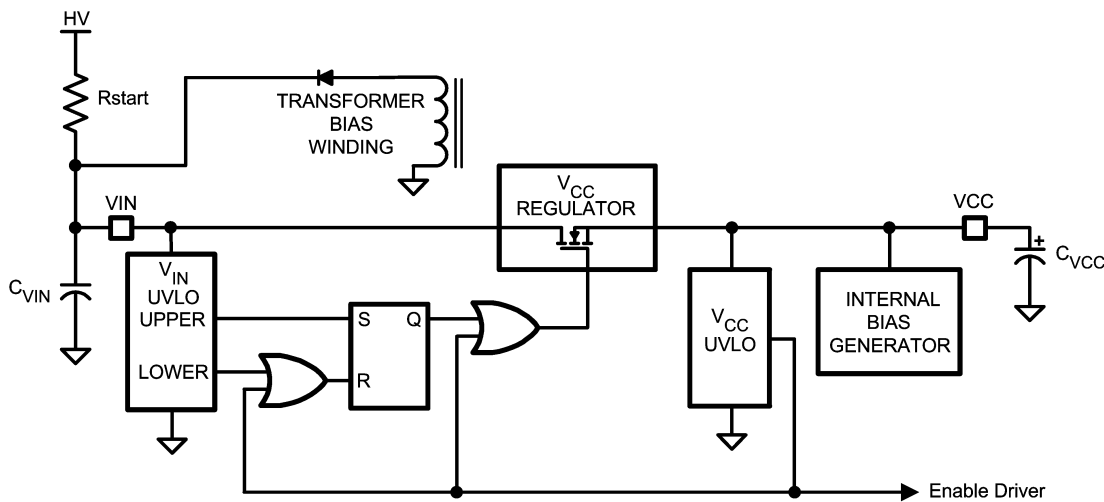 HV
Rstart
TRANSFORMER
BIAS
WINDING
VIN
VCC
REGULATOR
VCC
CVIN
VIN
UVLO
UPPER
LOWER
S
Q
R
VCC
UVLO
INTERNAL
BIAS
GENERATOR
+
CVCC
Enable Driver